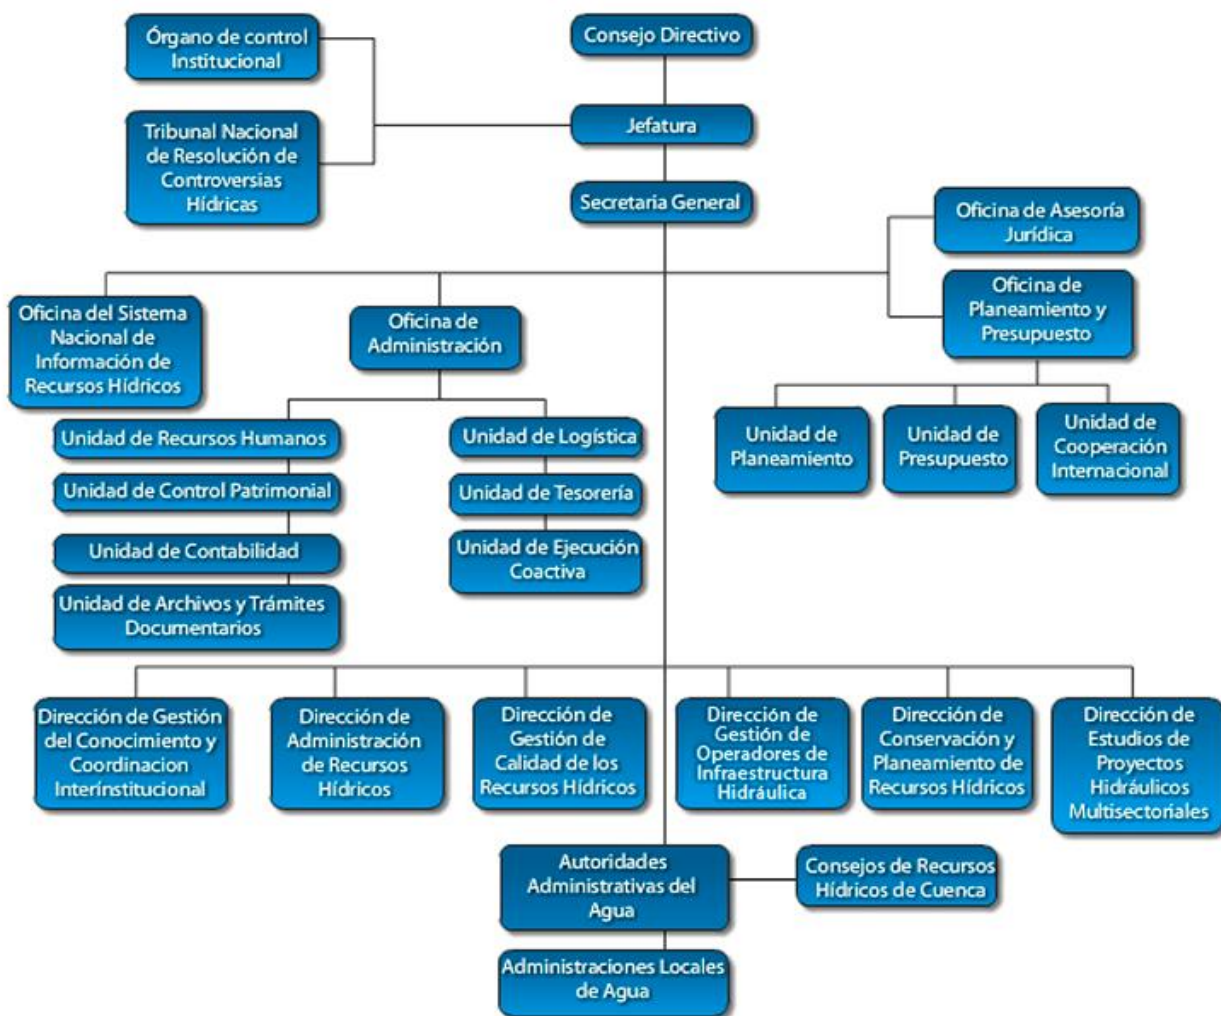 Órgano de control
Institucional
Consejo Directivo
Tribunal Nacional
de Resolución de
Controversias
Hídricas
Jefatura
Secretaria General
Oficina de Asesoría
Jurídica
Oficina de
Planeamiento y
Presupuesto
Oficina del Sistema
Nacional de
Información de
Recursos Hídricos
Oficina de
Administración
Unidad de Recursos Humanos
Unidad de Control Patrimonial
Unidad de Contabilidad
Unidad de Archivos y Trámites
Documentarios
Unidad de Logística
Unidad de Tesorería
Unidad de Ejecución
Coactiva
Unidad de
Planeamiento
Unidad de
Presupuesto
Unidad de
Cooperación
Internacional
Dirección de Gestión
del Conocimiento y
Coordinacion
Interinstitucional
Dirección de
Administración
de Recursos
Hídricos
Dirección de
Gestión de
Calidad de los
Recursos Hídricos
Dirección de
Gestión de
Operadores de
Infraestructura
Hidráulica
Dirección de
Conservación y
Planeamiento de
Recursos Hídricos
Dirección de
Estudios de
Proyectos
Hidráulicos
Multisectoriales
Autoridades
Administrativas del
Agua
Consejos de Recursos
Hídricos de Cuenca
Administraciones Locales
de Agua